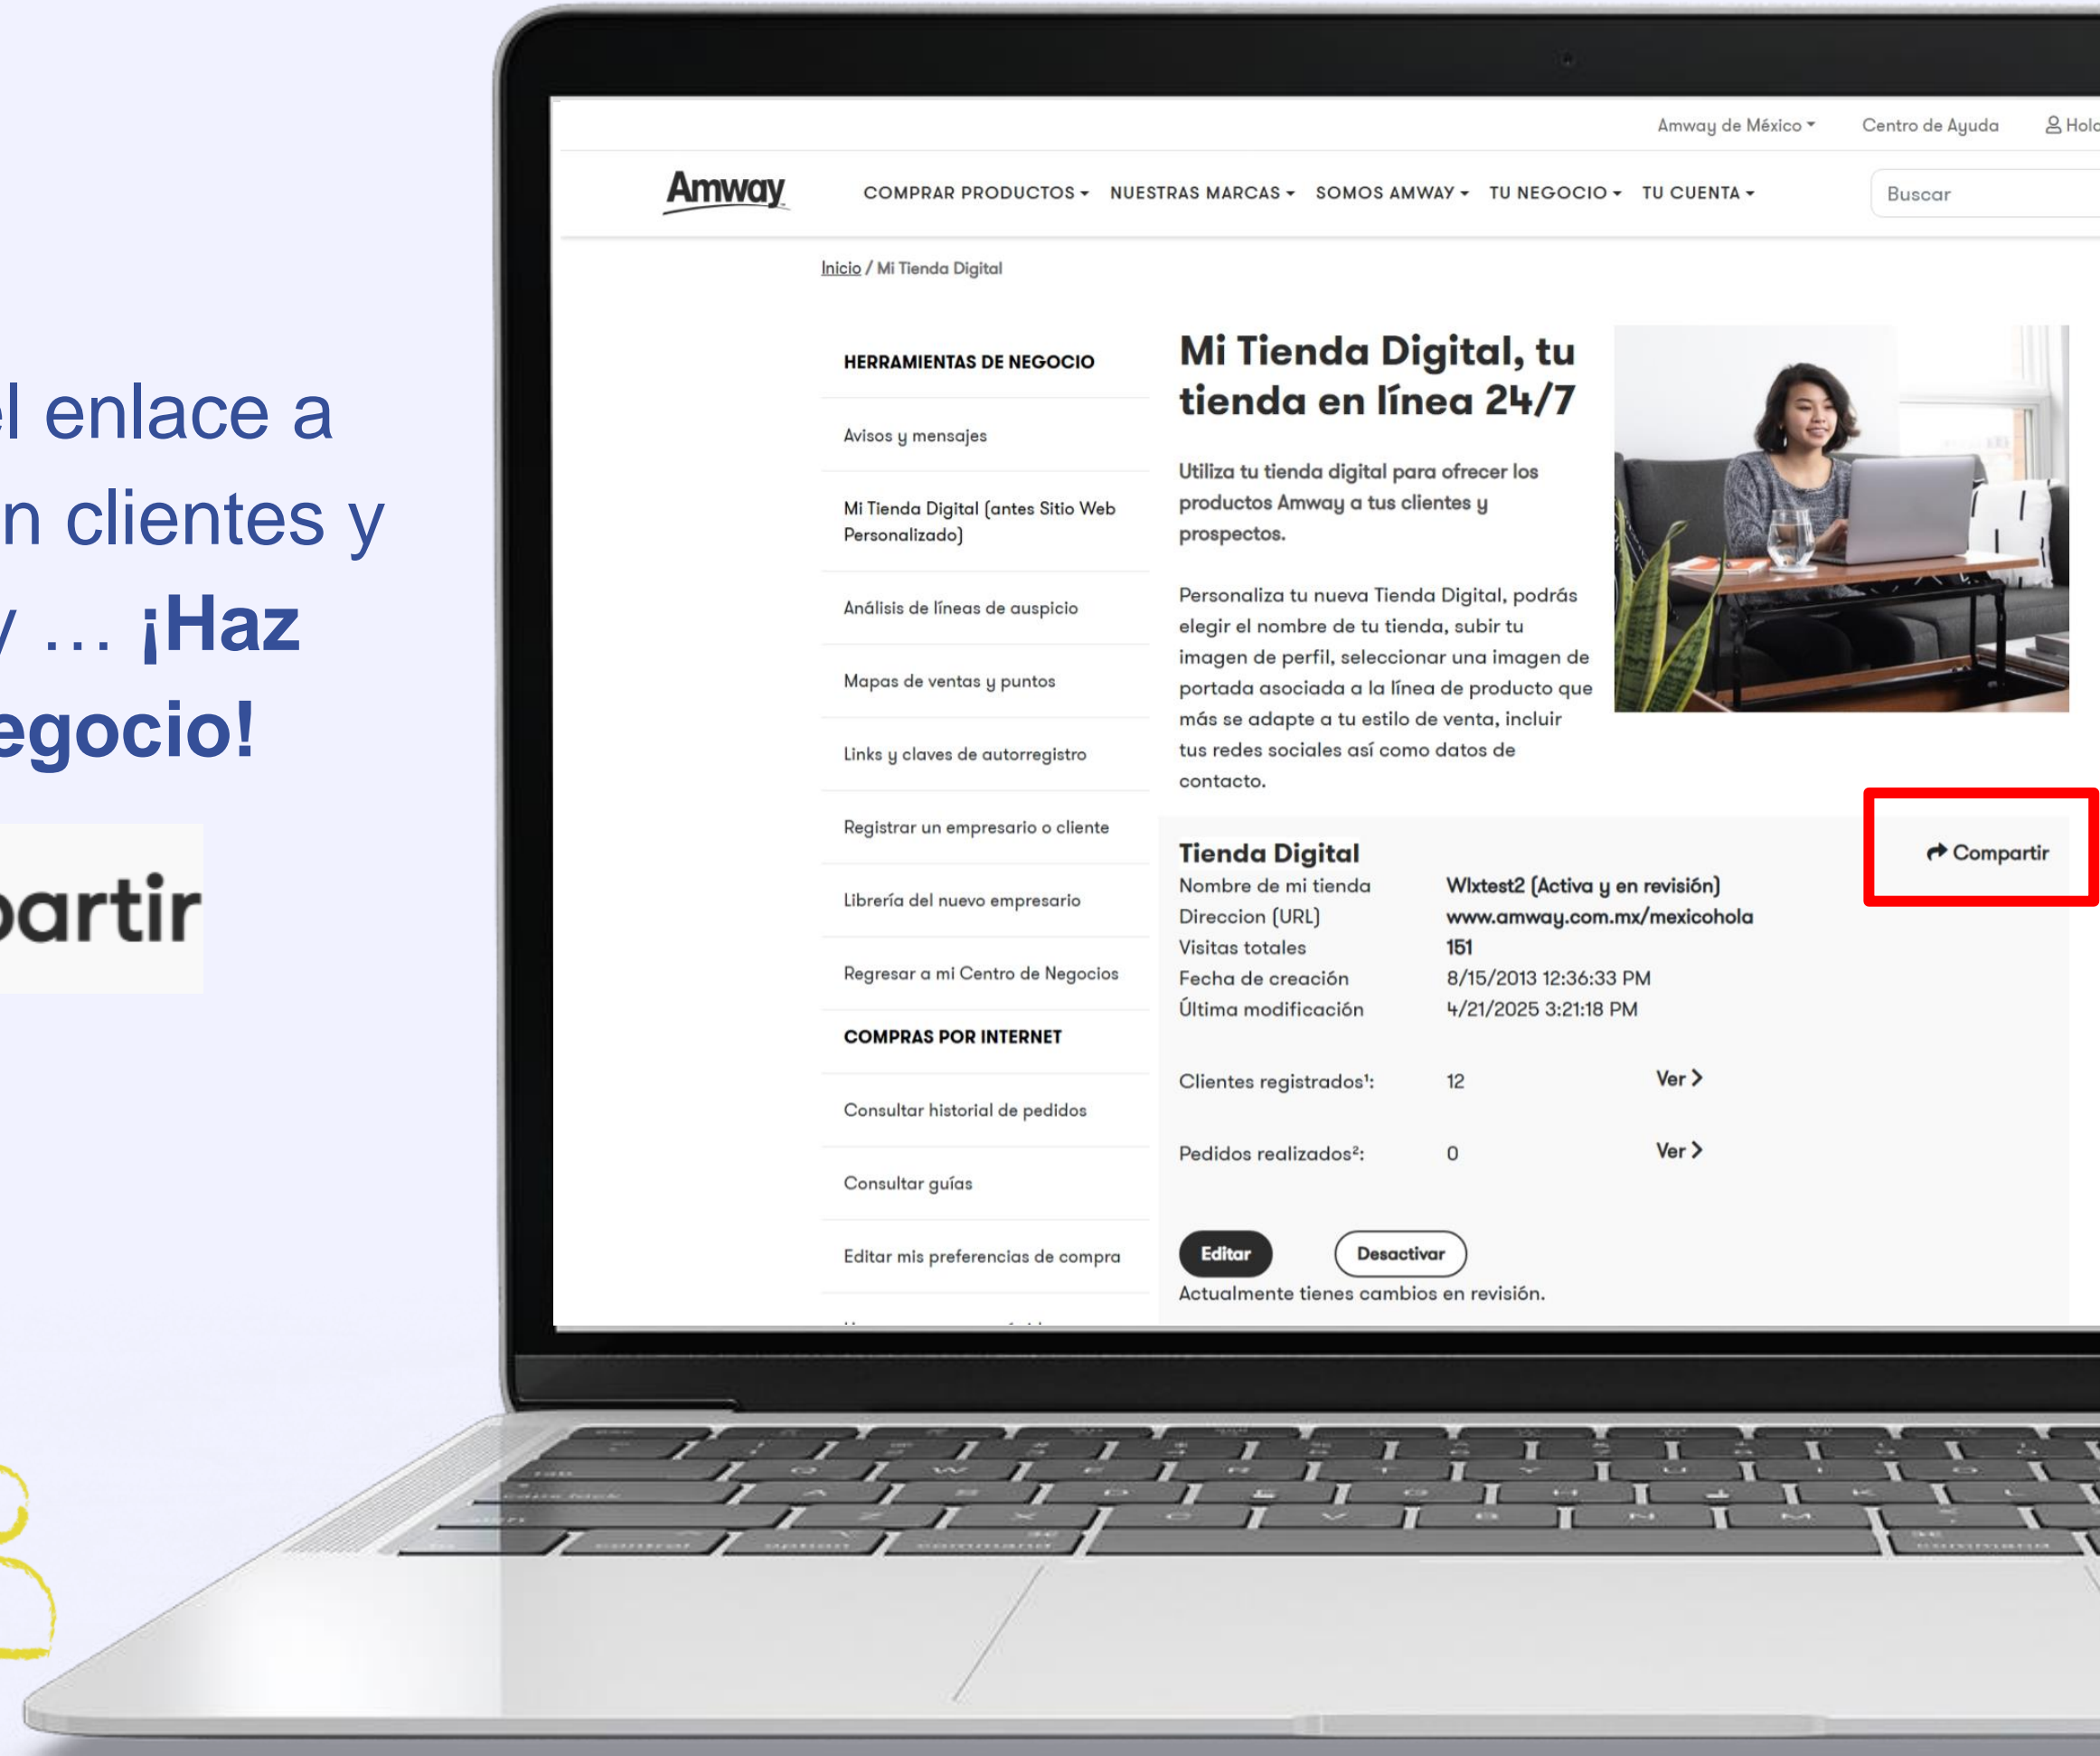 el enlace a
n clientes y
y … ¡Haz
egocio!
partir
Amway de México
Centro de Ayuda
Amway
COMPRAR PRODUCTOS
NUESTRAS MARCAS
SOMOS AMWAY
TU NEGOCIO
TU CUENTA
Buscar
Inicio / Mi Tienda Digital
HERRAMIENTAS DE NEGOCIO
Avisos y mensajes
Mi Tienda Digital (antes Sitio Web
Personalizado)
Análisis de líneas de auspicio
Mapas de ventas y puntos
Links y claves de autorregistro
Registrar un empresario o cliente
Librería del nuevo empresario
Regresar a mi Centro de Negocios
COMPRAS POR INTERNET
Consultar historial de pedidos
Consultar guías
Editar mis preferencias de compra
Mi Tienda Digital, tu
tienda en línea 24/7
Utiliza tu tienda digital para ofrecer los
productos Amway a tus clientes y
prospectos.
Personaliza tu nueva Tienda Digital, podrás
elegir el nombre de tu tienda, subir tu
imagen de perfil, seleccionar una imagen de
portada asociada a la línea de producto que
más se adapte a tu estilo de venta, incluir
tus redes sociales así como datos de
contacto.
Tienda Digital
Compartir
Nombre de mi tienda Wlxtest2 (Activa y en revisión)
Direccion (URL) www.amway.com.mx/mexicohola
Visitas totales 151
Fecha de creación 8/15/2013 12:36:33 PM
Última modificación 4/21/2025 3:21:18 PM
Clientes registrados¹: 12 Ver
Pedidos realizados²: 0 Ver
Editar
Desactivar
Actualmente tienes cambios en revisión.